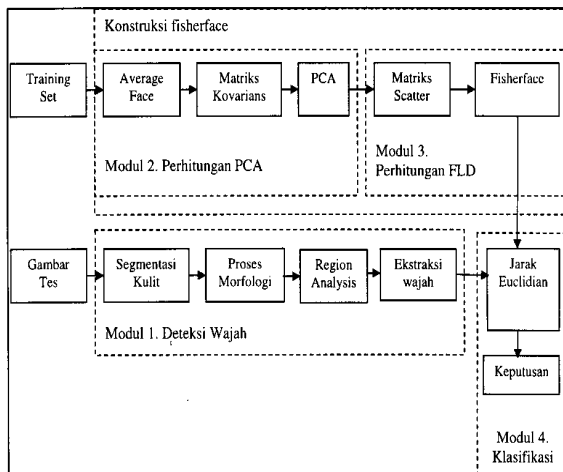 Konstruksi fisherface
Training
Set
Average
Face
Matriks
Kovarians
PCA
Matriks
Scatter
Fisherface
Modul 2. Perhitungan PCA
Modul 3.
Perhitungan FLD
Gambar
Tes
Segmentasi
Kulit
Proses
Morfologi
Region
Analysis
Ekstraksi
wajah
Jarak
Euclidian
Modul 1. Deteksi Wajah
Keputusan
Modul 4.
Klasifikasi